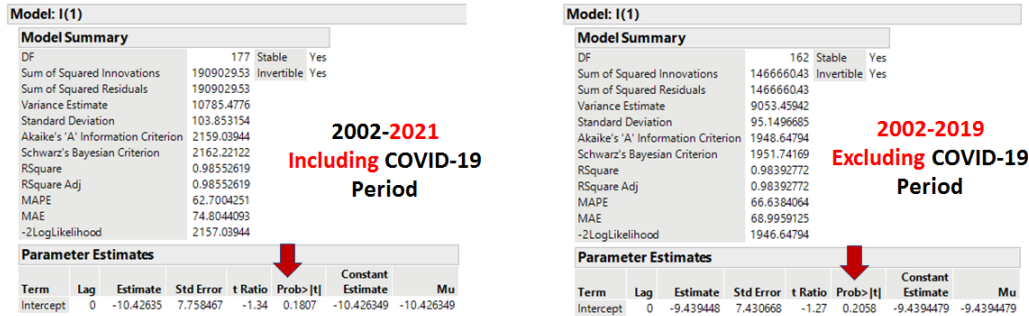 Model: I(1)
Model Summary
DF 177 Stable Yes
Sum of Squared Innovations 1909029.53 Invertible Yes
Sum of Squared Residuals 1909029.53
Variance Estimate 10785.4776
Standard Deviation 103.853154
Akaike's 'A' Information Criterion 2159.03944
Schwarz's Bayesian Criterion 2162.22122
RSquare 0.98552619
RSquare Adj 0.98552619
MAPE 62.7004251
MAE 74.8044093
-2LogLikelihood 2157.03944
2002-2021
Including COVID-19
Period
Parameter Estimates
Constant
Term Lag Estimate Std Error t Ratio Prob>|t| Estimate Mu
Intercept 0 -10.42635 7.758467 -1.34 0.1807 -10.426349 -10.426349
Model: I(1)
Model Summary
DF 162 Stable Yes
Sum of Squared Innovations 1466660.43 Invertible Yes
Sum of Squared Residuals 1466660.43
Variance Estimate 9053.45942
Standard Deviation 95.1496685
Akaike's 'A' Information Criterion 1948.64794
Schwarz's Bayesian Criterion 1951.74169
RSquare 0.98392772
RSquare Adj 0.98392772
MAPE 66.6384064
MAE 68.9959125
-2LogLikelihood 1946.64794
2002-2019
Excluding COVID-19
Period
Parameter Estimates
Constant
Term Lag Estimate Std Error t Ratio Prob>|t| Estimate Mu
Intercept 0 -9.439448 7.430668 -1.27 0.2058 -9.4394479 -9.4394479